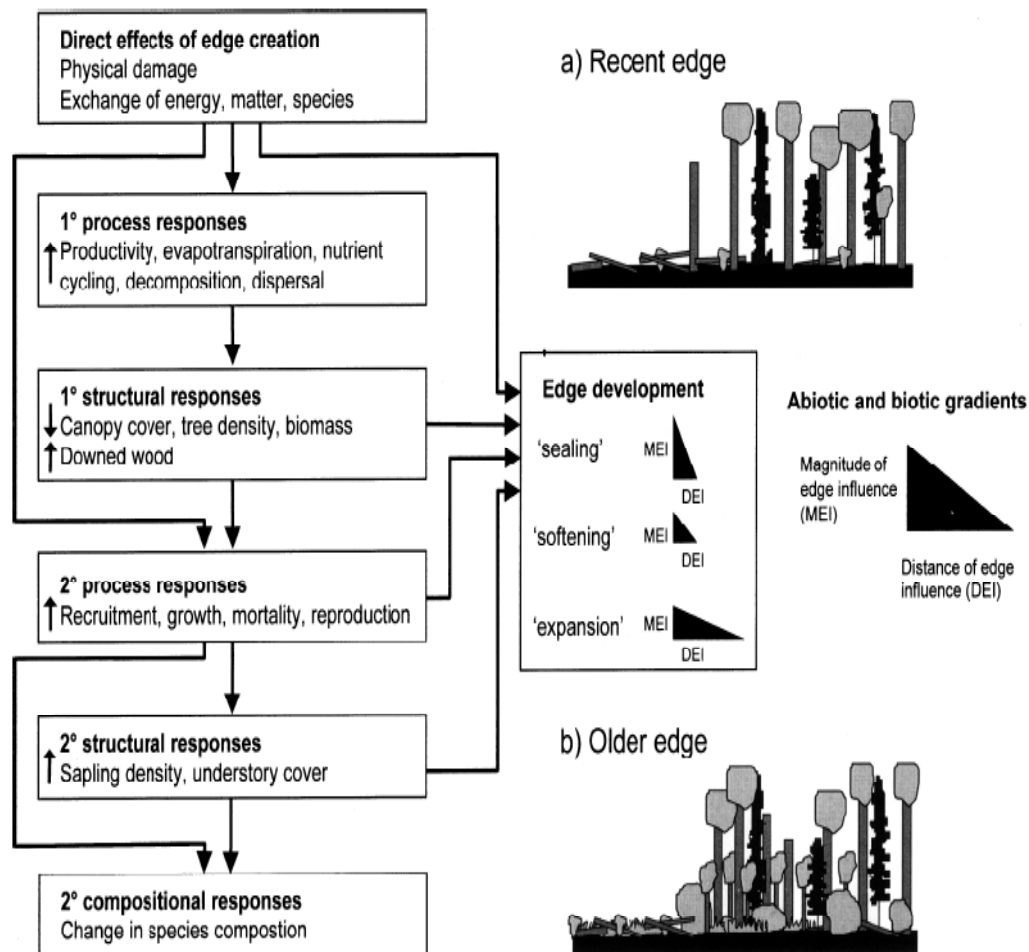 Direct effects of edge creation
Physical damage
Exchange of energy, matter, species
1° process responses
Productivity, evapotranspiration, nutrient
cycling, decomposition, dispersal
1° structural responses
Canopy cover, tree density, biomass
Downed wood
2° process responses
Recruitment, growth, mortality, reproduction
2° structural responses
Sapling density, understory cover
2° compositional responses
Change in species compostion
a) Recent edge
Edge development
'sealing'
MEI
DEI
'softening'
MEI
DEI
'expansion'
MEI
DEI
Abiotic and biotic gradients
Magnitude of
edge influence
(MEI)
Distance of edge
influence (DEI)
b) Older edge